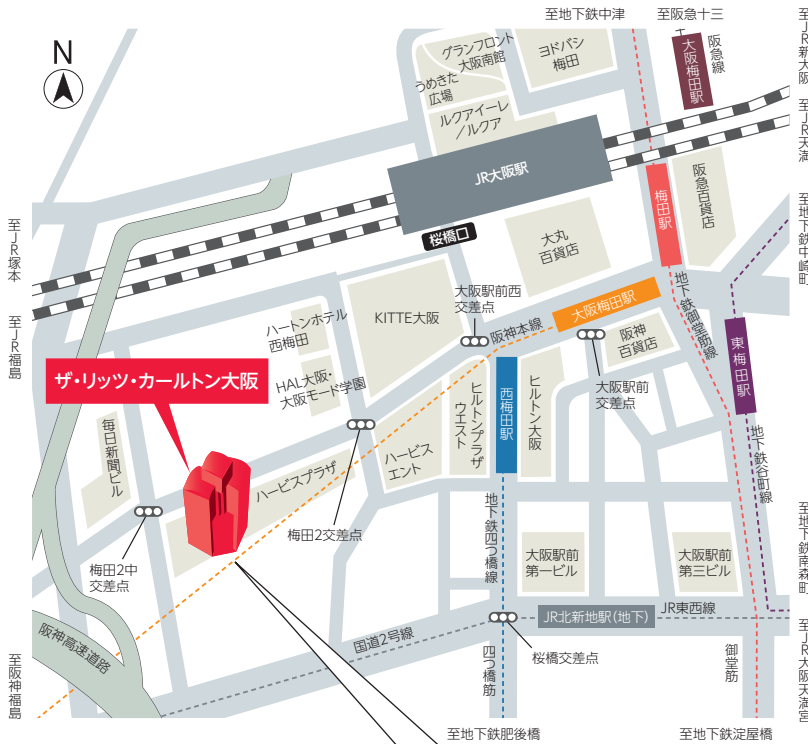 至地下鉄中津
至阪急十三
至JR新大阪
至JR天満
N
グランフロント
大阪南館
うめきた
広場
ヨドバシ
梅田
大阪梅田駅
阪急線
ルクアイーレ
/ルクア
JR大阪駅
梅田駅
阪急
百貨店
至地下鉄中崎町
至JR塚本
桜橋口
大丸
百貨店
至JR福島
KITTE大阪
大阪駅前西
交差点
大阪梅田駅
地下鉄御堂筋線
ハートンホテル
西梅田
阪神本線
阪神
百貨店
東梅田駅
HAL大阪・
大阪モード学園
ザ・リッツ・カールトン大阪
ヒルトンプラザ
ウエスト
西梅田駅
ヒルトン大阪
大阪駅前
交差点
毎日新聞ビル
ハービス
エント
地下鉄谷町線
ハービスプラザ
梅田2交差点
地下鉄四つ橋線
至地下鉄南森町
梅田2中
交差点
大阪駅前
第一ビル
大阪駅前
第三ビル
阪神高速道路
国道2号線
JR北新地駅(地下)
JR東西線
至JR大阪天満宮
至阪神福島
四つ橋筋
桜橋交差点
御堂筋
至地下鉄肥後橋
至地下鉄淀屋橋